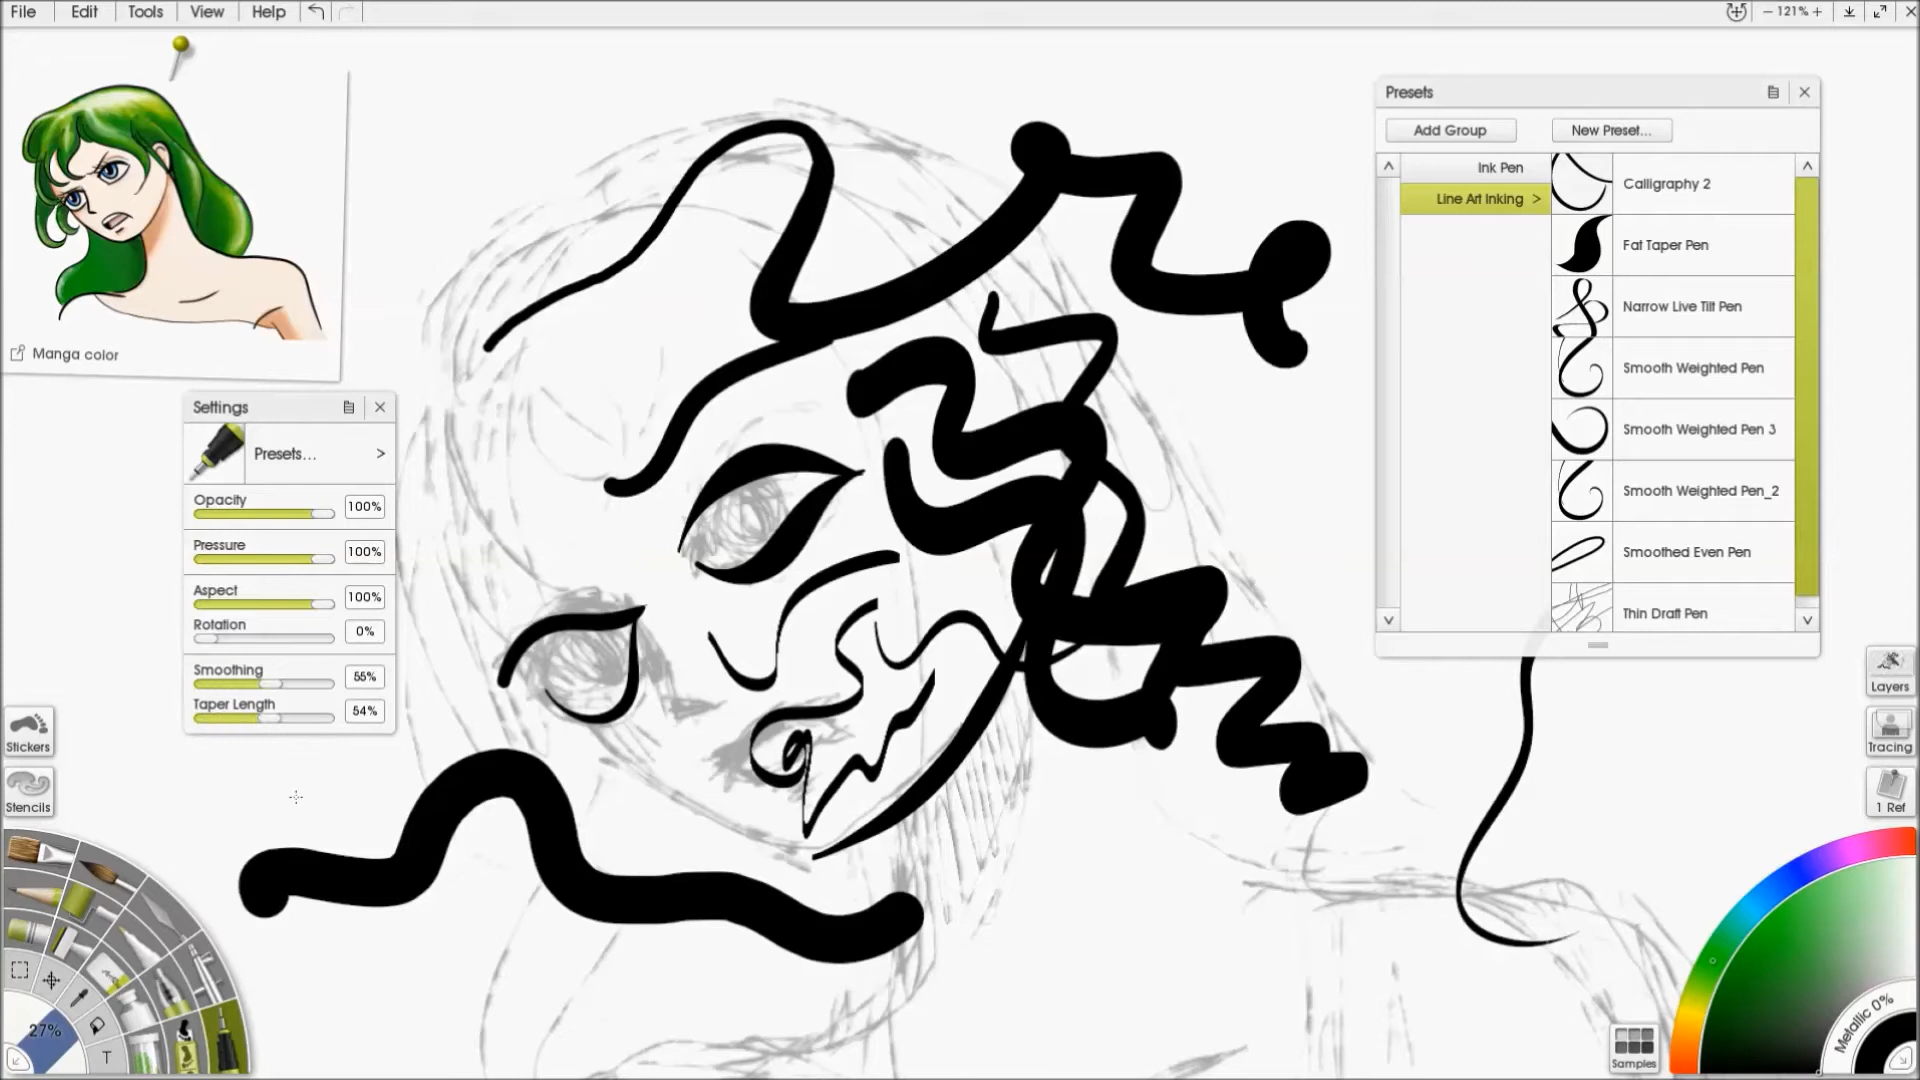 File Edit Tools View Help
− 121% +
Manga color
Settings
Presets... >
Opacity 100%
Pressure 100%
Aspect 100%
Rotation 0%
Smoothing 55%
Taper Length 54%
Presets
Add Group New Preset...
Ink Pen
Line Art Inking >
Calligraphy 2
Fat Taper Pen
Narrow Live Tilt Pen
Smooth Weighted Pen
Smooth Weighted Pen 3
Smooth Weighted Pen_2
Smoothed Even Pen
Thin Draft Pen
Stickers
Stencils
27%
T
Layers
Tracing
1 Ref
Metallic 0%
Samples